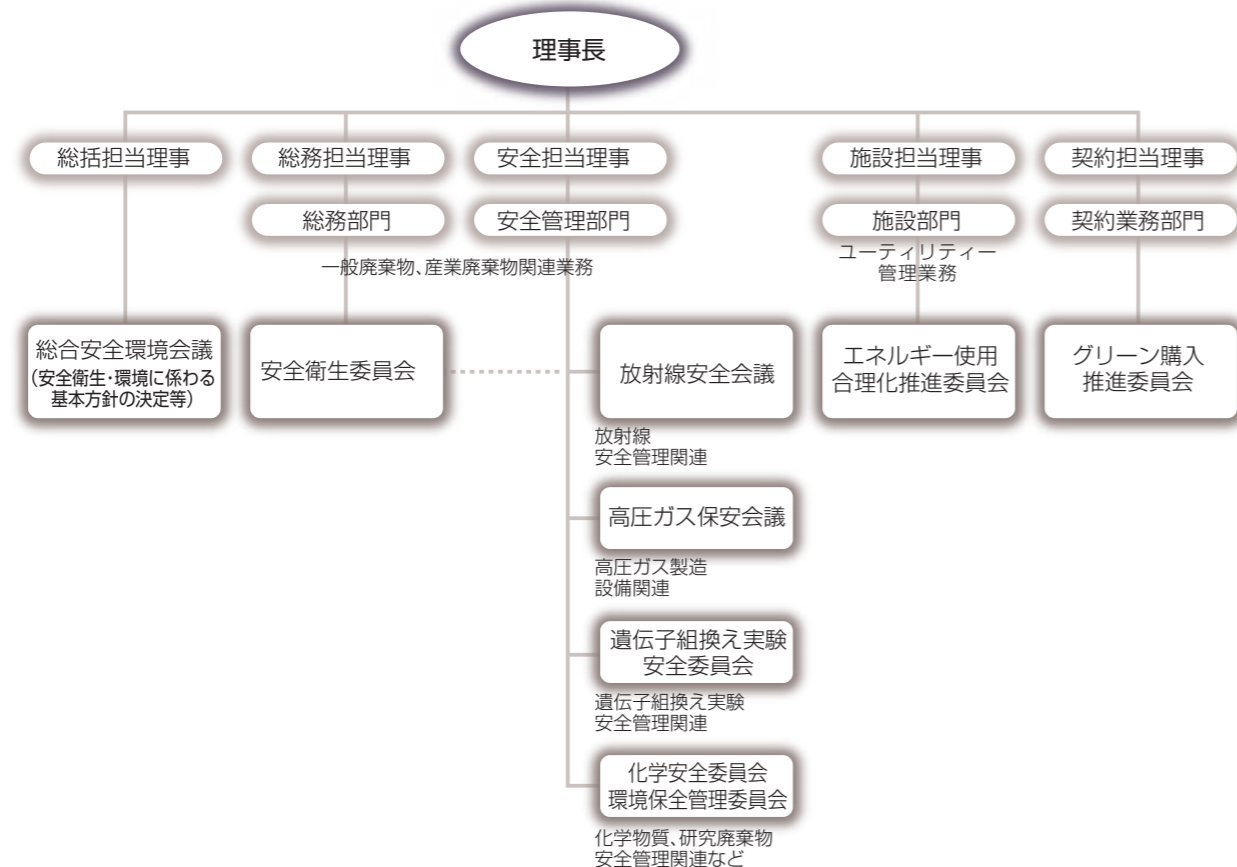 理事長
総括担当理事
総務担当理事
安全担当理事
施設担当理事
契約担当理事
総務部門
安全管理部門
施設部門
契約業務部門
ユーティリティー
管理業務
一般廃棄物、産業廃棄物関連業務
総合安全環境会議
（安全衛生・環境に係わる
基本方針の決定等）
安全衛生委員会
放射線安全会議
エネルギー使用
合理化推進委員会
グリーン購入
推進委員会
放射線
安全管理関連
高圧ガス保安会議
高圧ガス製造
設備関連
遺伝子組換え実験
安全委員会
遺伝子組換え実験
安全管理関連
化学安全委員会
環境保全管理委員会
化学物質、研究廃棄物
安全管理関連など